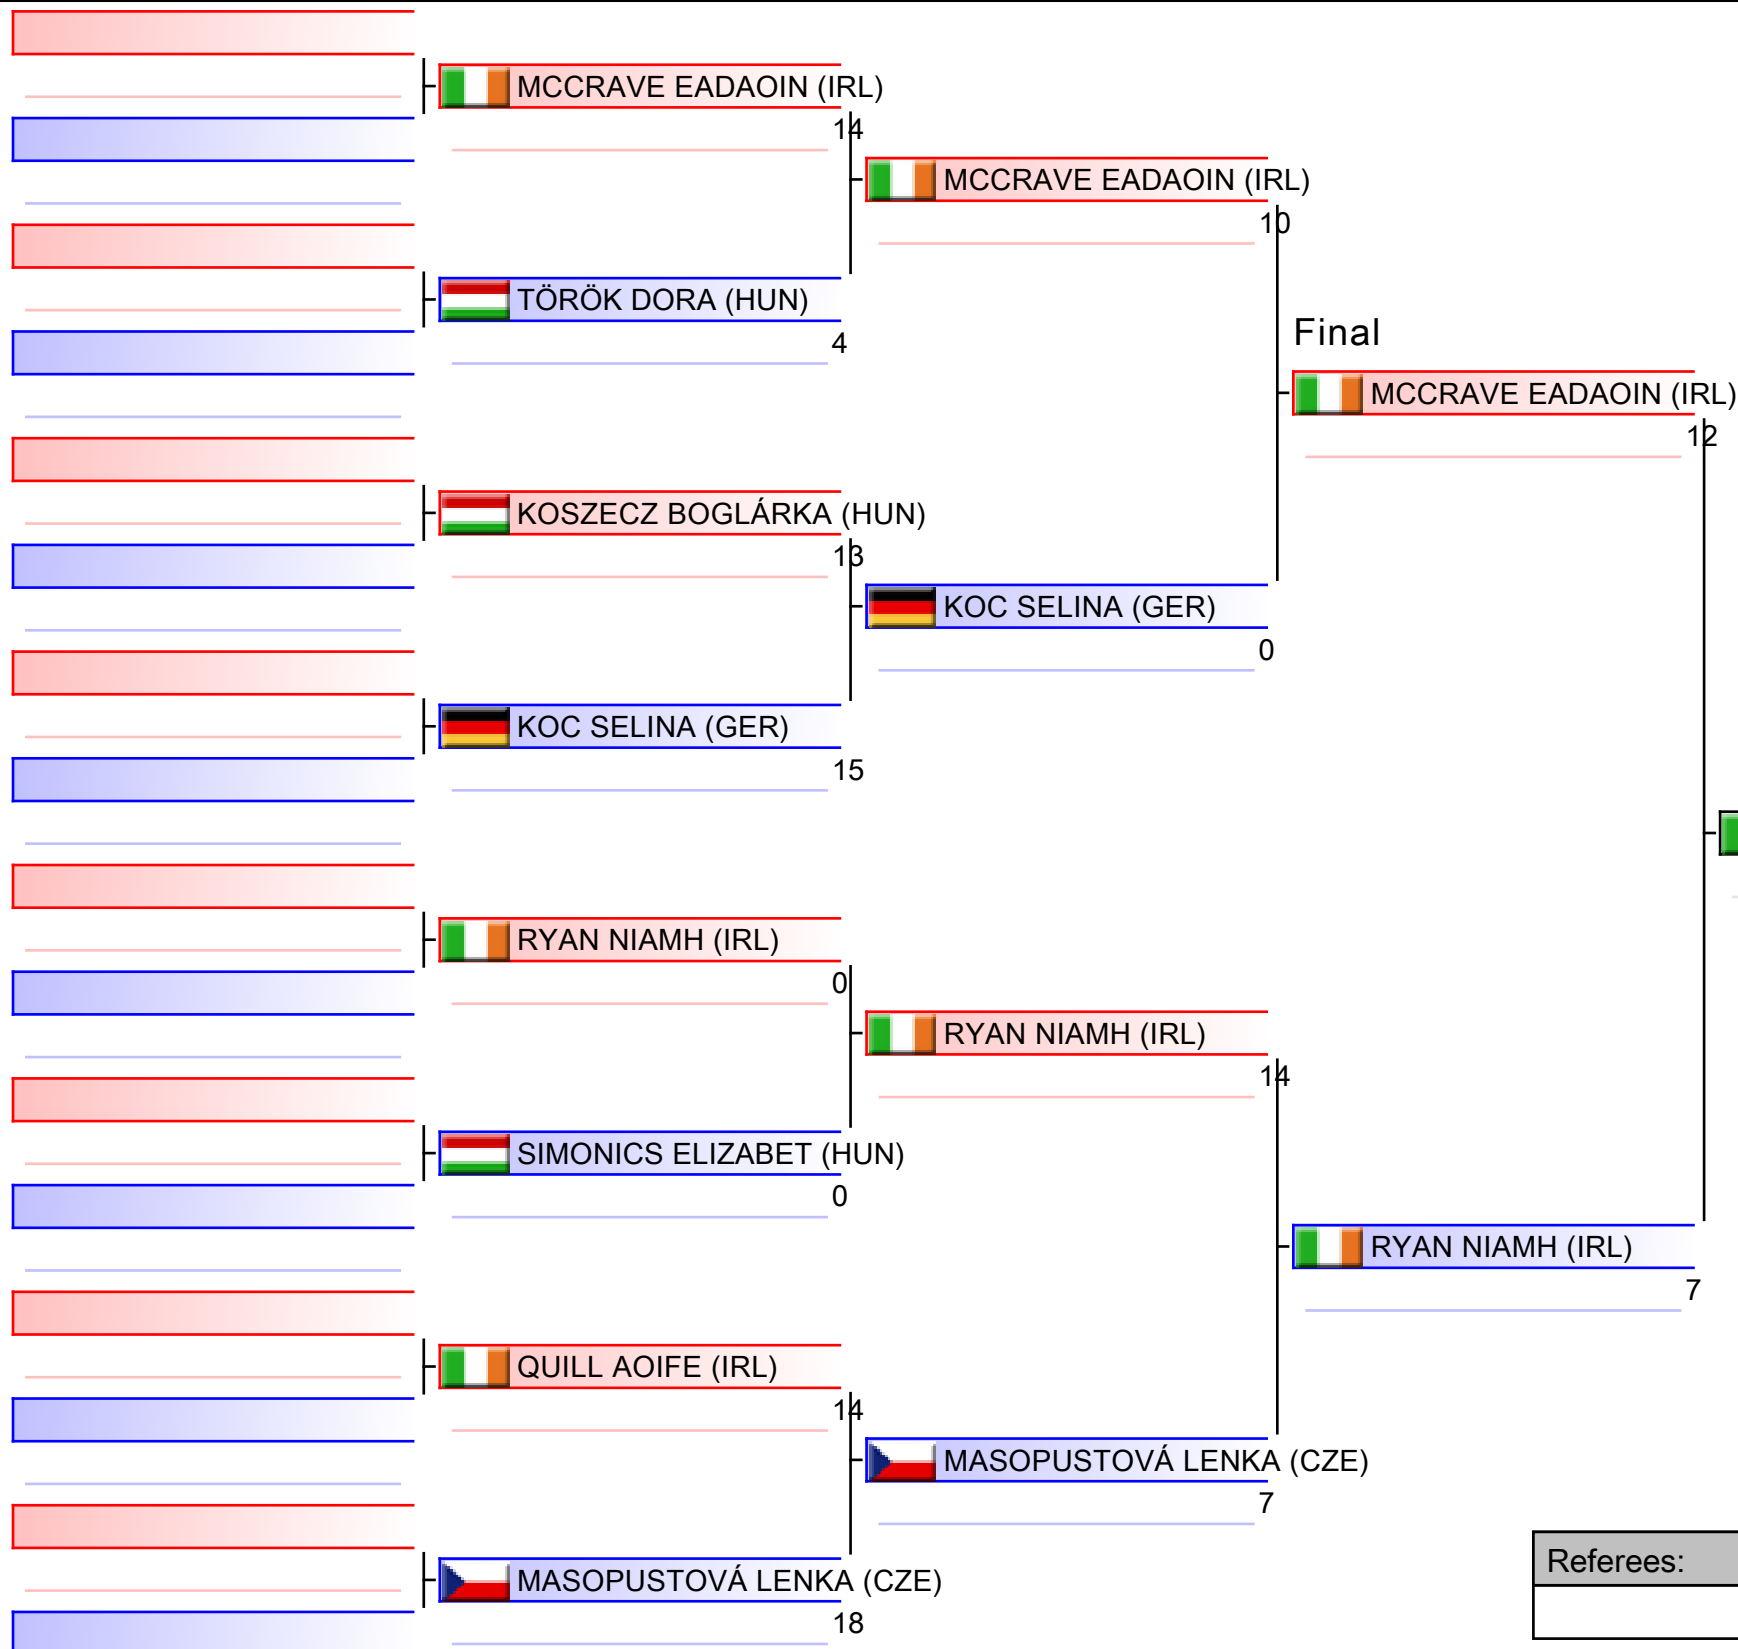 MCCRAVE EADAOIN (IRL)
14
MCCRAVE EADAOIN (IRL)
10
TÖRÖK DORA (HUN)
4
Final
MCCRAVE EADAOIN (IRL)
12
KOSZECZ BOGLÁRKA (HUN)
13
KOC SELINA (GER)
0
KOC SELINA (GER)
15
RYAN NIAMH (IRL)
0
RYAN NIAMH (IRL)
14
SIMONICS ELIZABET (HUN)
0
RYAN NIAMH (IRL)
7
QUILL AOIFE (IRL)
14
MASOPUSTOVÁ LENKA (CZE)
7
MASOPUSTOVÁ LENKA (CZE)
18
Referees: